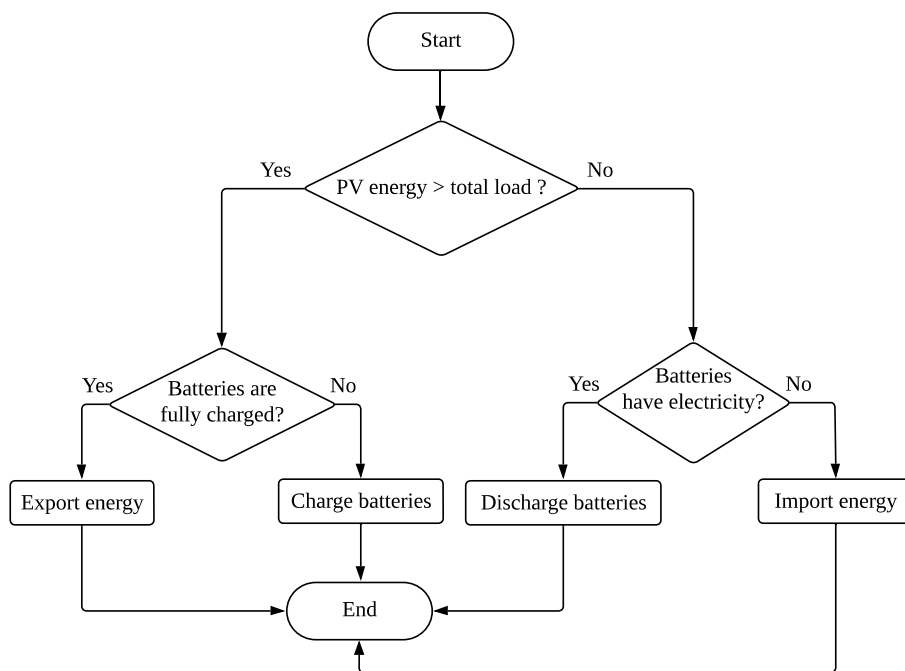 Start
Yes
No
PV energy > total load ?
Yes
Batteries are
fully charged?
No
Yes
Batteries
have electricity?
No
Export energy
Charge batteries
Discharge batteries
Import energy
End